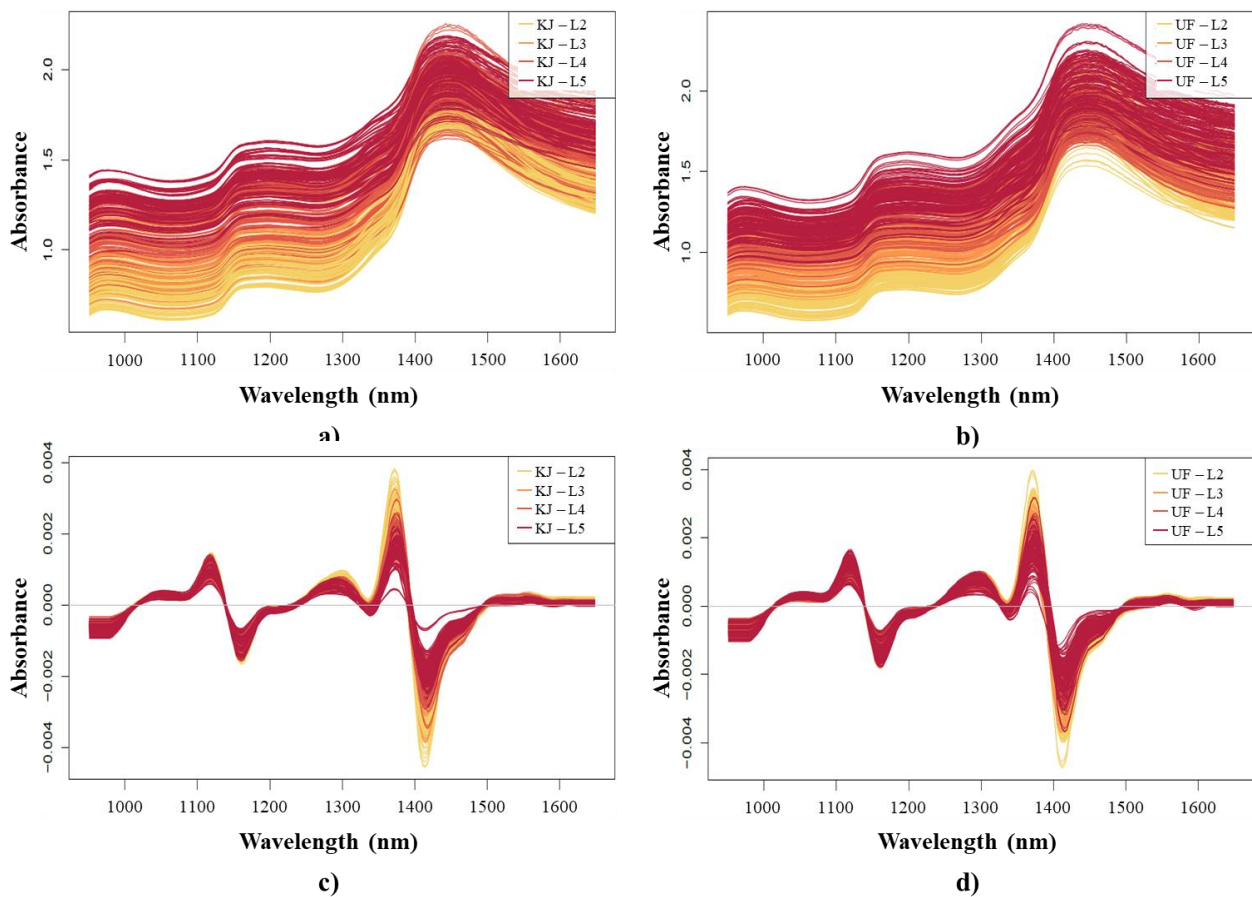 KJ – L2
KJ – L3
KJ – L4
KJ – L5
Absorbance
1.0 1.5 2.0
1000 1100 1200 1300 1400 1500 1600
Wavelength (nm)
a)
UF – L2
UF – L3
UF – L4
UF – L5
Absorbance
1.0 1.5 2.0
1000 1100 1200 1300 1400 1500 1600
Wavelength (nm)
b)
KJ – L2
KJ – L3
KJ – L4
KJ – L5
Absorbance
−0.004 −0.002 0.000 0.002 0.004
1000 1100 1200 1300 1400 1500 1600
Wavelength (nm)
c)
UF – L2
UF – L3
UF – L4
UF – L5
Absorbance
−0.004 −0.002 0.000 0.002 0.004
1000 1100 1200 1300 1400 1500 1600
Wavelength (nm)
d)